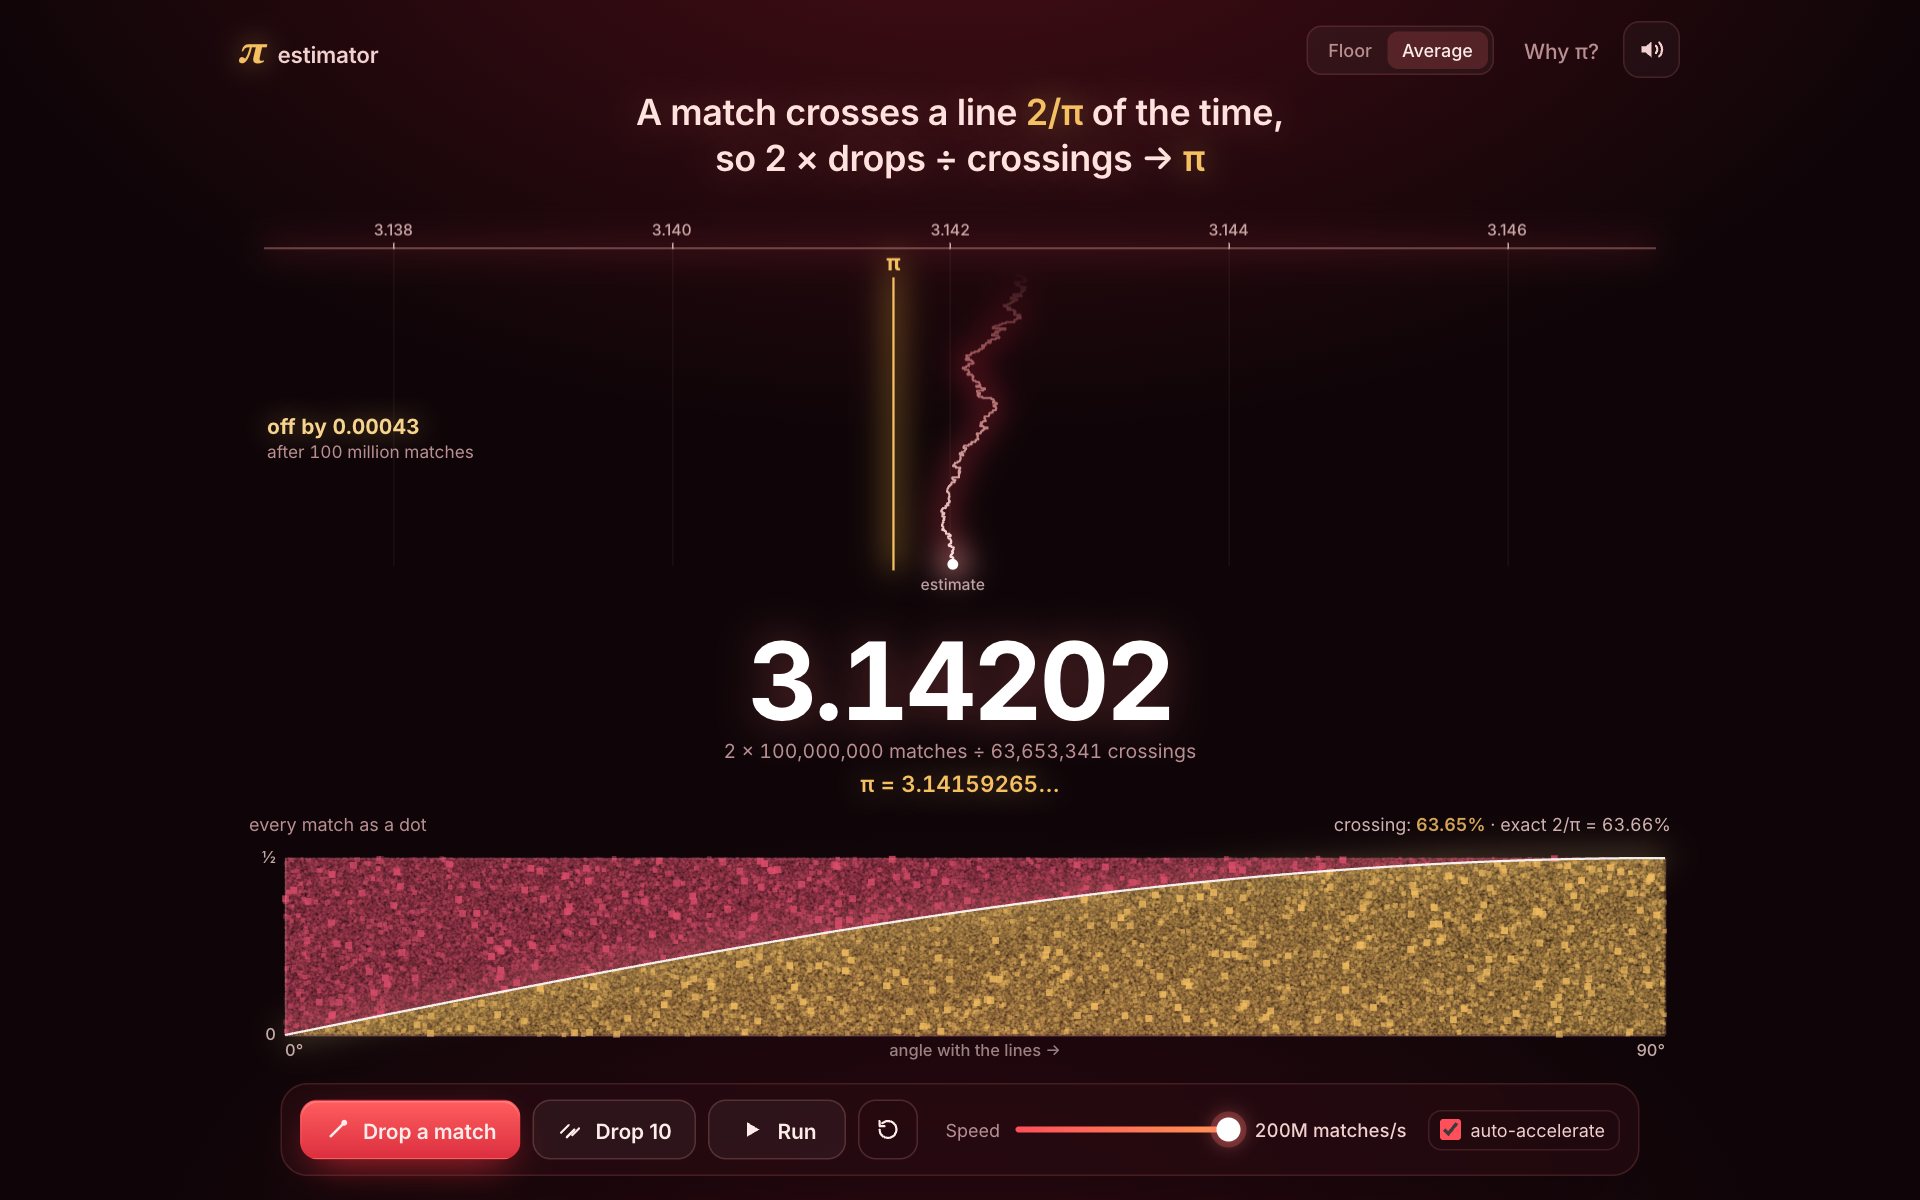 π estimator
Floor Average Why π?
A match crosses a line 2/π of the time,
so 2 × drops ÷ crossings → π
3.138 3.140 3.142 3.144 3.146
π
off by 0.00043
after 100 million matches
estimate
3.14202
2 × 100,000,000 matches ÷ 63,653,341 crossings
π = 3.14159265…
every match as a dot
crossing: 63.65% · exact 2/π = 63.66%
½
0
0° angle with the lines → 90°
Drop a match Drop 10 Run Speed 200M matches/s auto-accelerate